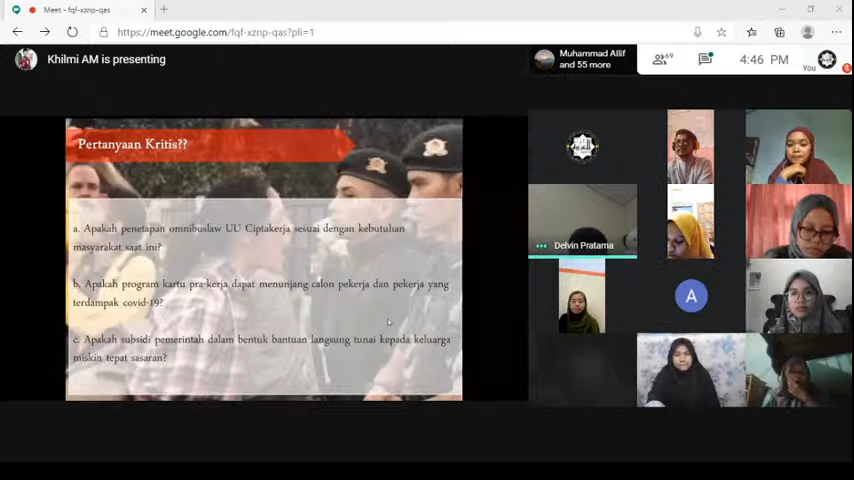 Meet - fqf-xznp-qas
https://meet.google.com/fqf-xznp-qas?pli=1
Khilmi AM is presenting
Muhammad Allif
and 55 more
69
4:46 PM
You
Pertanyaan Kritis??
a. Apakah penetapan omnibuslaw UU Ciptakerja sesuai dengan kebutuhan
masyarakat saat ini?
b. Apakah program kartu pra-kerja dapat menunjang calon pekerja dan pekerja yang
terdampak covid-19?
c. Apakah subsidi pemerintah dalam bentuk bantuan langsung tunai kepada keluarga
miskin tepat sasaran?
Delvin Pratama
A